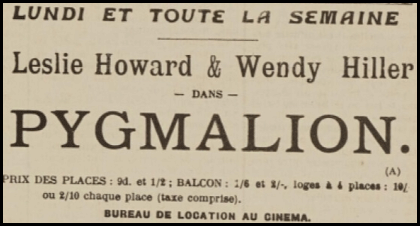 LUNDI ET TOUTE LA SEMAINE
Leslie Howard & Wendy Hiller
— DANS —
PYGMALION.
(A)
PRIX DES PLACES : 9d. et 1/2 ; BALCON : 1/6 et 2/-, loges à 4 places : 10/
ou 2/10 chaque place (taxe comprise).
BUREAU DE LOCATION AU CINEMA.